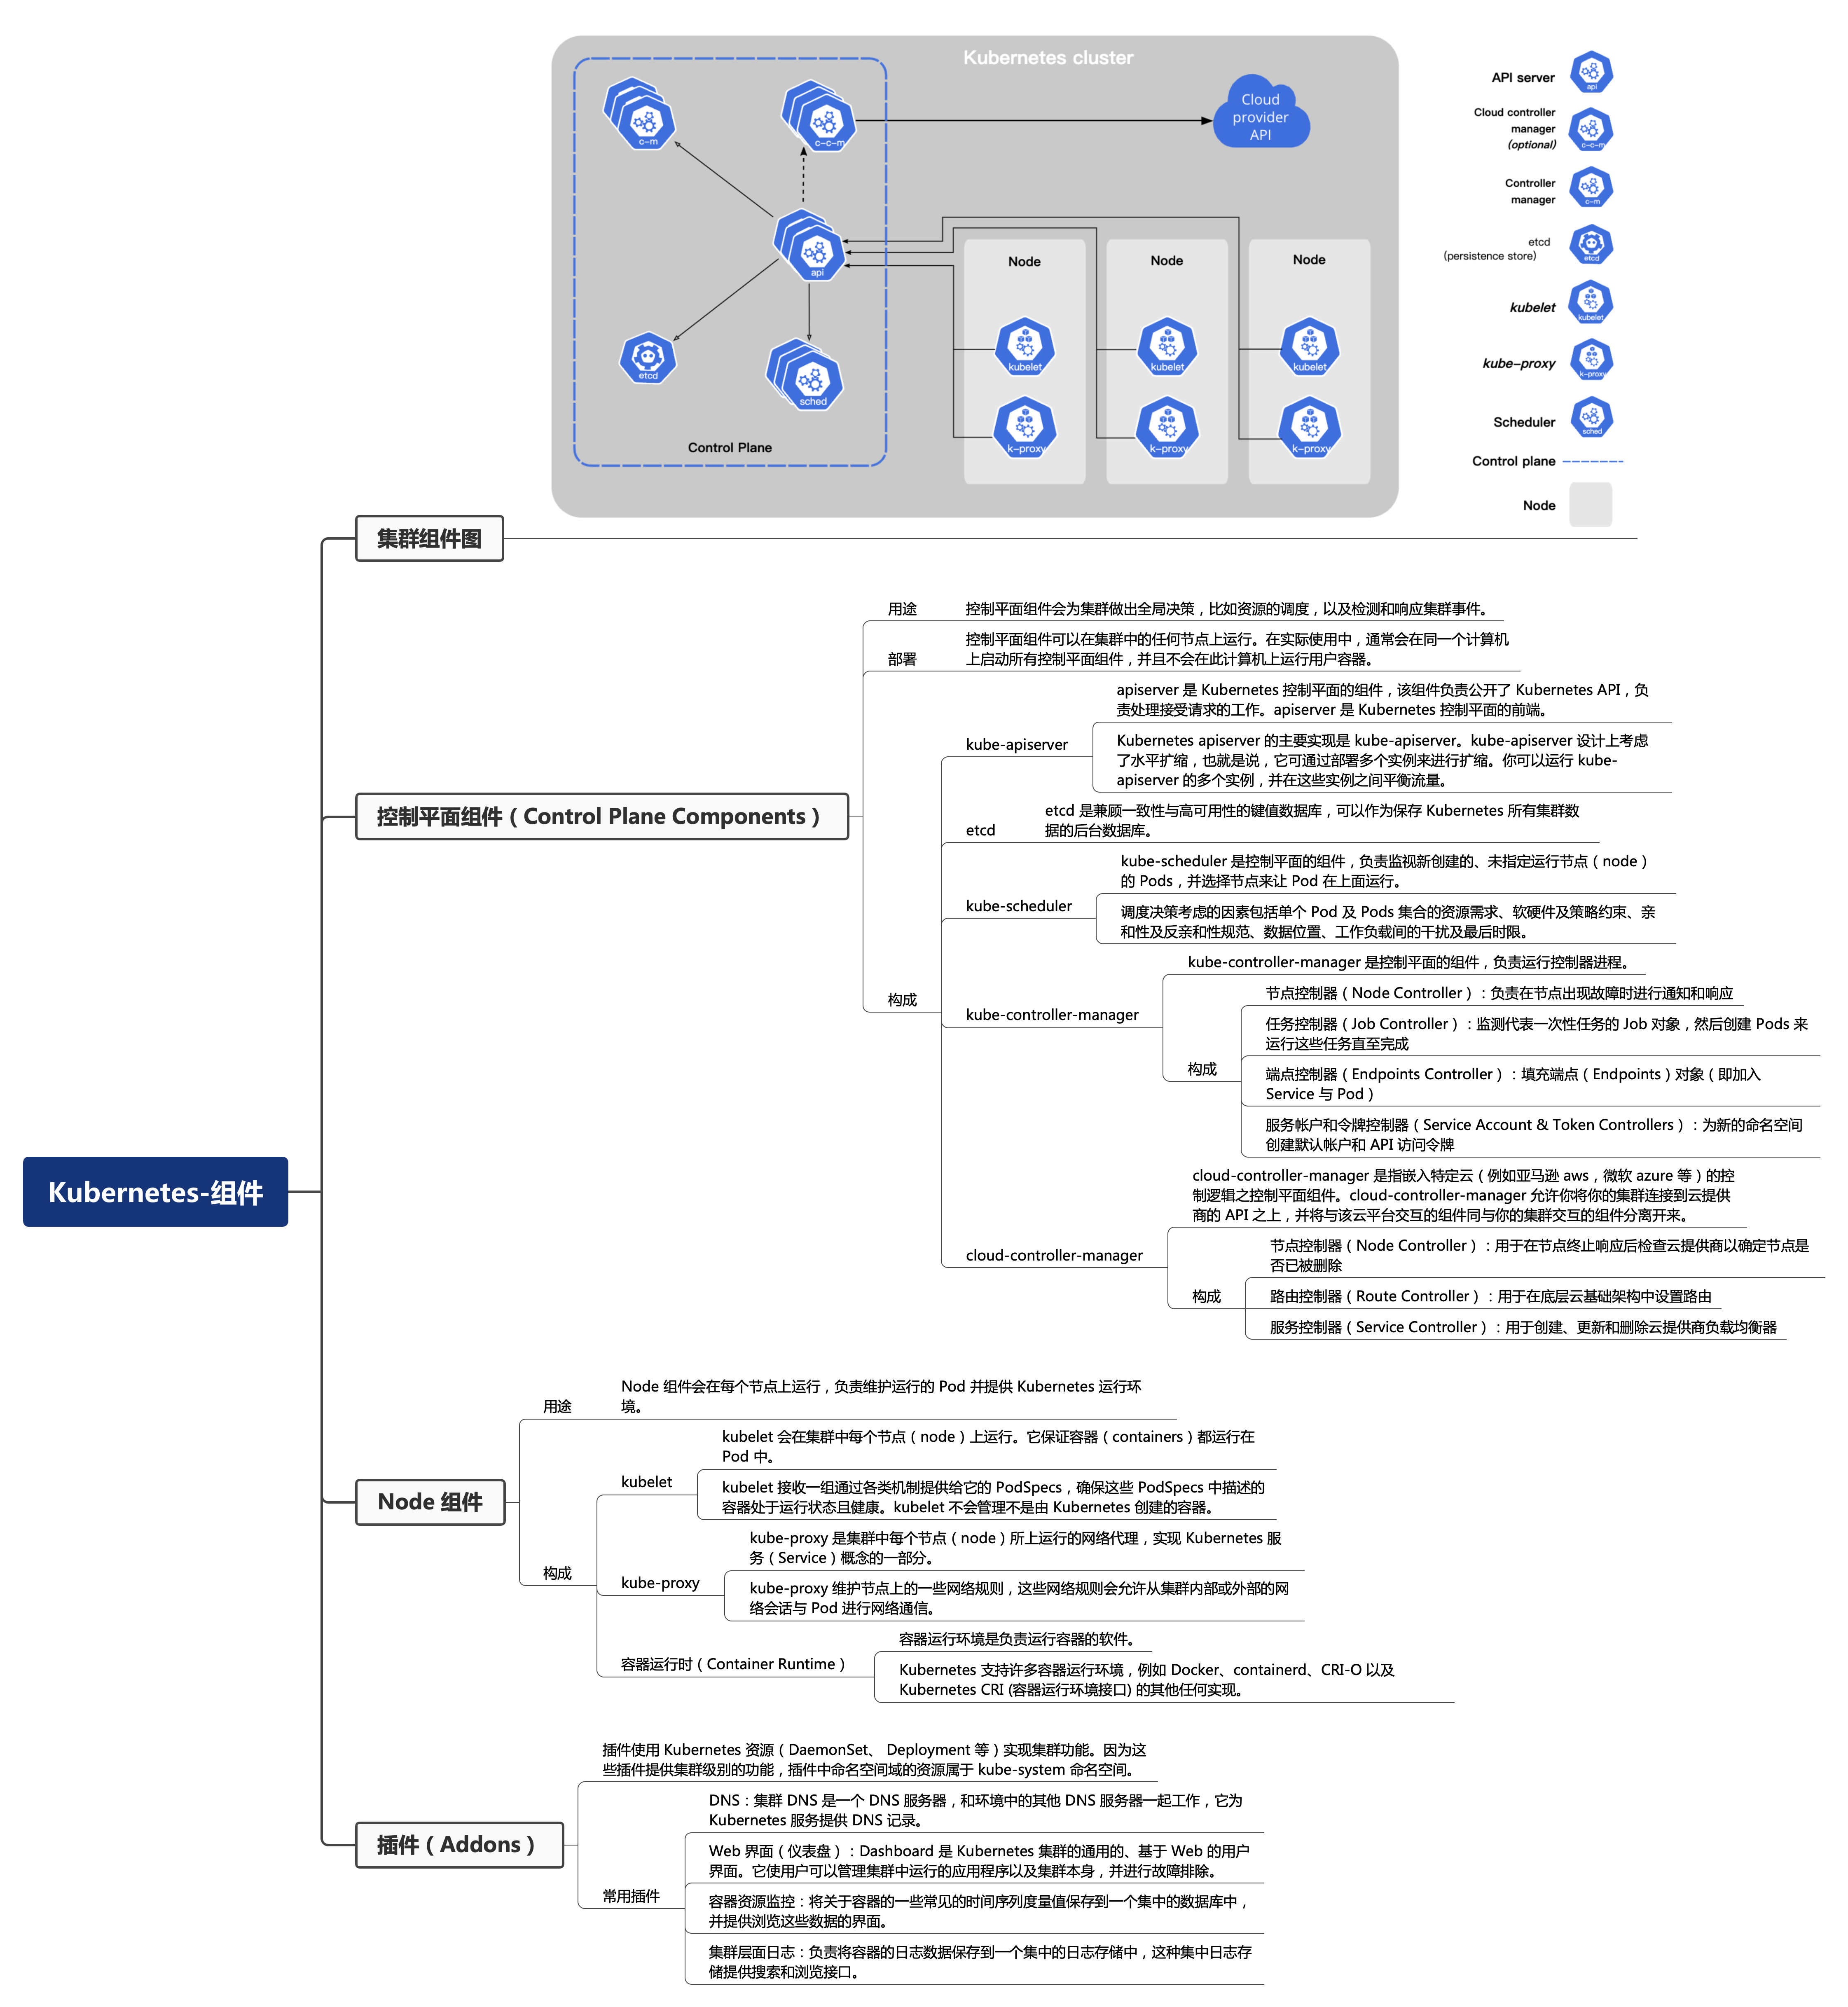 Kubernetes cluster
c-m
c-c-m
Cloud
provider
API
api
etcd
sched
Control Plane
Node
Node
Node
kubelet
kubelet
kubelet
k-proxy
k-proxy
k-proxy
API server
api
Cloud controller
manager
(optional)
c-c-m
Controller
manager
c-m
etcd
(persistence store)
etcd
kubelet
kubelet
kube-proxy
k-proxy
Scheduler
sched
Control plane
Node
Kubernetes-组件
集群组件图
控制平面组件（Control Plane Components）
用途
控制平面组件会为集群做出全局决策，比如资源的调度，以及检测和响应集群事件。
部署
控制平面组件可以在集群中的任何节点上运行。在实际使用中，通常会在同一个计算机
上启动所有控制平面组件，并且不会在此计算机上运行用户容器。
构成
kube-apiserver
apiserver 是 Kubernetes 控制平面的组件，该组件负责公开了 Kubernetes API，负
责处理接受请求的工作。apiserver 是 Kubernetes 控制平面的前端。
Kubernetes apiserver 的主要实现是 kube-apiserver。kube-apiserver 设计上考虑
了水平扩缩，也就是说，它可通过部署多个实例来进行扩缩。你可以运行 kube-
apiserver 的多个实例，并在这些实例之间平衡流量。
etcd
etcd 是兼顾一致性与高可用性的键值数据库，可以作为保存 Kubernetes 所有集群数
据的后台数据库。
kube-scheduler
kube-scheduler 是控制平面的组件，负责监视新创建的、未指定运行节点（node）
的 Pods，并选择节点来让 Pod 在上面运行。
调度决策考虑的因素包括单个 Pod 及 Pods 集合的资源需求、软硬件及策略约束、亲
和性及反亲和性规范、数据位置、工作负载间的干扰及最后时限。
kube-controller-manager
kube-controller-manager 是控制平面的组件，负责运行控制器进程。
构成
节点控制器（Node Controller）：负责在节点出现故障时进行通知和响应
任务控制器（Job Controller）：监测代表一次性任务的 Job 对象，然后创建 Pods 来
运行这些任务直至完成
端点控制器（Endpoints Controller）：填充端点（Endpoints）对象（即加入
Service 与 Pod）
服务帐户和令牌控制器（Service Account & Token Controllers）：为新的命名空间
创建默认帐户和 API 访问令牌
cloud-controller-manager
cloud-controller-manager 是指嵌入特定云（例如亚马逊 aws，微软 azure 等）的控
制逻辑之控制平面组件。cloud-controller-manager 允许你将你的集群连接到云提供
商的 API 之上，并将与该云平台交互的组件同与你的集群交互的组件分离开来。
构成
节点控制器（Node Controller）：用于在节点终止响应后检查云提供商以确定节点是
否已被删除
路由控制器（Route Controller）：用于在底层云基础架构中设置路由
服务控制器（Service Controller）：用于创建、更新和删除云提供商负载均衡器
Node 组件
用途
Node 组件会在每个节点上运行，负责维护运行的 Pod 并提供 Kubernetes 运行环
境。
构成
kubelet
kubelet 会在集群中每个节点（node）上运行。它保证容器（containers）都运行在
Pod 中。
kubelet 接收一组通过各类机制提供给它的 PodSpecs，确保这些 PodSpecs 中描述的
容器处于运行状态且健康。kubelet 不会管理不是由 Kubernetes 创建的容器。
kube-proxy
kube-proxy 是集群中每个节点（node）所上运行的网络代理，实现 Kubernetes 服
务（Service）概念的一部分。
kube-proxy 维护节点上的一些网络规则，这些网络规则会允许从集群内部或外部的网
络会话与 Pod 进行网络通信。
容器运行时（Container Runtime）
容器运行环境是负责运行容器的软件。
Kubernetes 支持许多容器运行环境，例如 Docker、containerd、CRI-O 以及
Kubernetes CRI (容器运行环境接口) 的其他任何实现。
插件（Addons）
插件使用 Kubernetes 资源（DaemonSet、 Deployment 等）实现集群功能。因为这
些插件提供集群级别的功能，插件中命名空间域的资源属于 kube-system 命名空间。
常用插件
DNS：集群 DNS 是一个 DNS 服务器，和环境中的其他 DNS 服务器一起工作，它为
Kubernetes 服务提供 DNS 记录。
Web 界面（仪表盘）：Dashboard 是 Kubernetes 集群的通用的、基于 Web 的用户
界面。它使用户可以管理集群中运行的应用程序以及集群本身，并进行故障排除。
容器资源监控：将关于容器的一些常见的时间序列度量值保存到一个集中的数据库中，
并提供浏览这些数据的界面。
集群层面日志：负责将容器的日志数据保存到一个集中的日志存储中，这种集中日志存
储提供搜索和浏览接口。